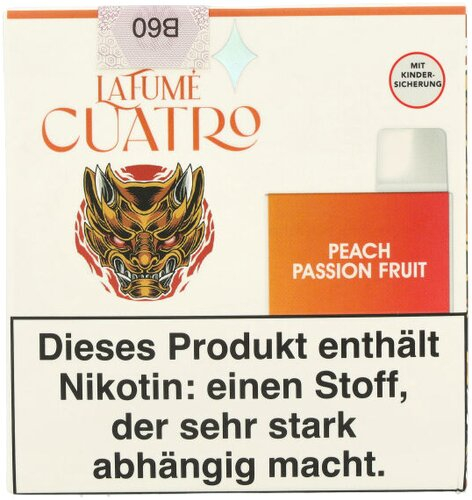 B60
LAFUMÈ
CUATRO
MIT
KINDER-
SICHERUNG
PEACH
PASSION FRUIT
Dieses Produkt enthält
Nikotin: einen Stoff,
der sehr stark
abhängig macht.